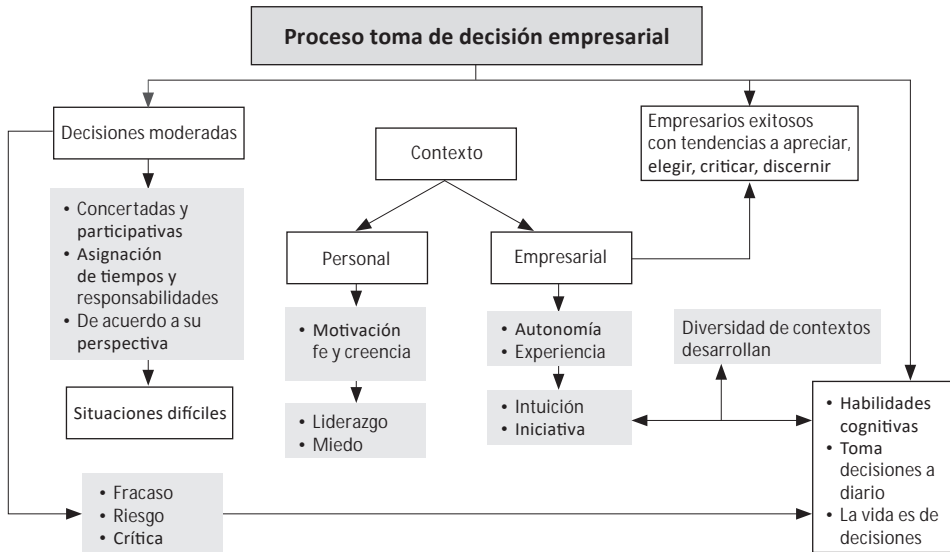 Proceso toma de decisión empresarial
Decisiones moderadas
• Concertadas y
participativas
• Asignación
de tiempos y
responsabilidades
• De acuerdo a su
perspectiva
Situaciones difíciles
• Fracaso
• Riesgo
• Crítica
Contexto
Personal
• Motivación
fe y creencia
• Liderazgo
• Miedo
Empresarial
• Autonomía
• Experiencia
• Intuición
• Iniciativa
Empresarios exitosos
con tendencias a apreciar,
elegir, criticar, discernir
Diversidad de contextos
desarrollan
• Habilidades
cognitivas
• Toma
decisiones a
diario
• La vida es de
decisiones